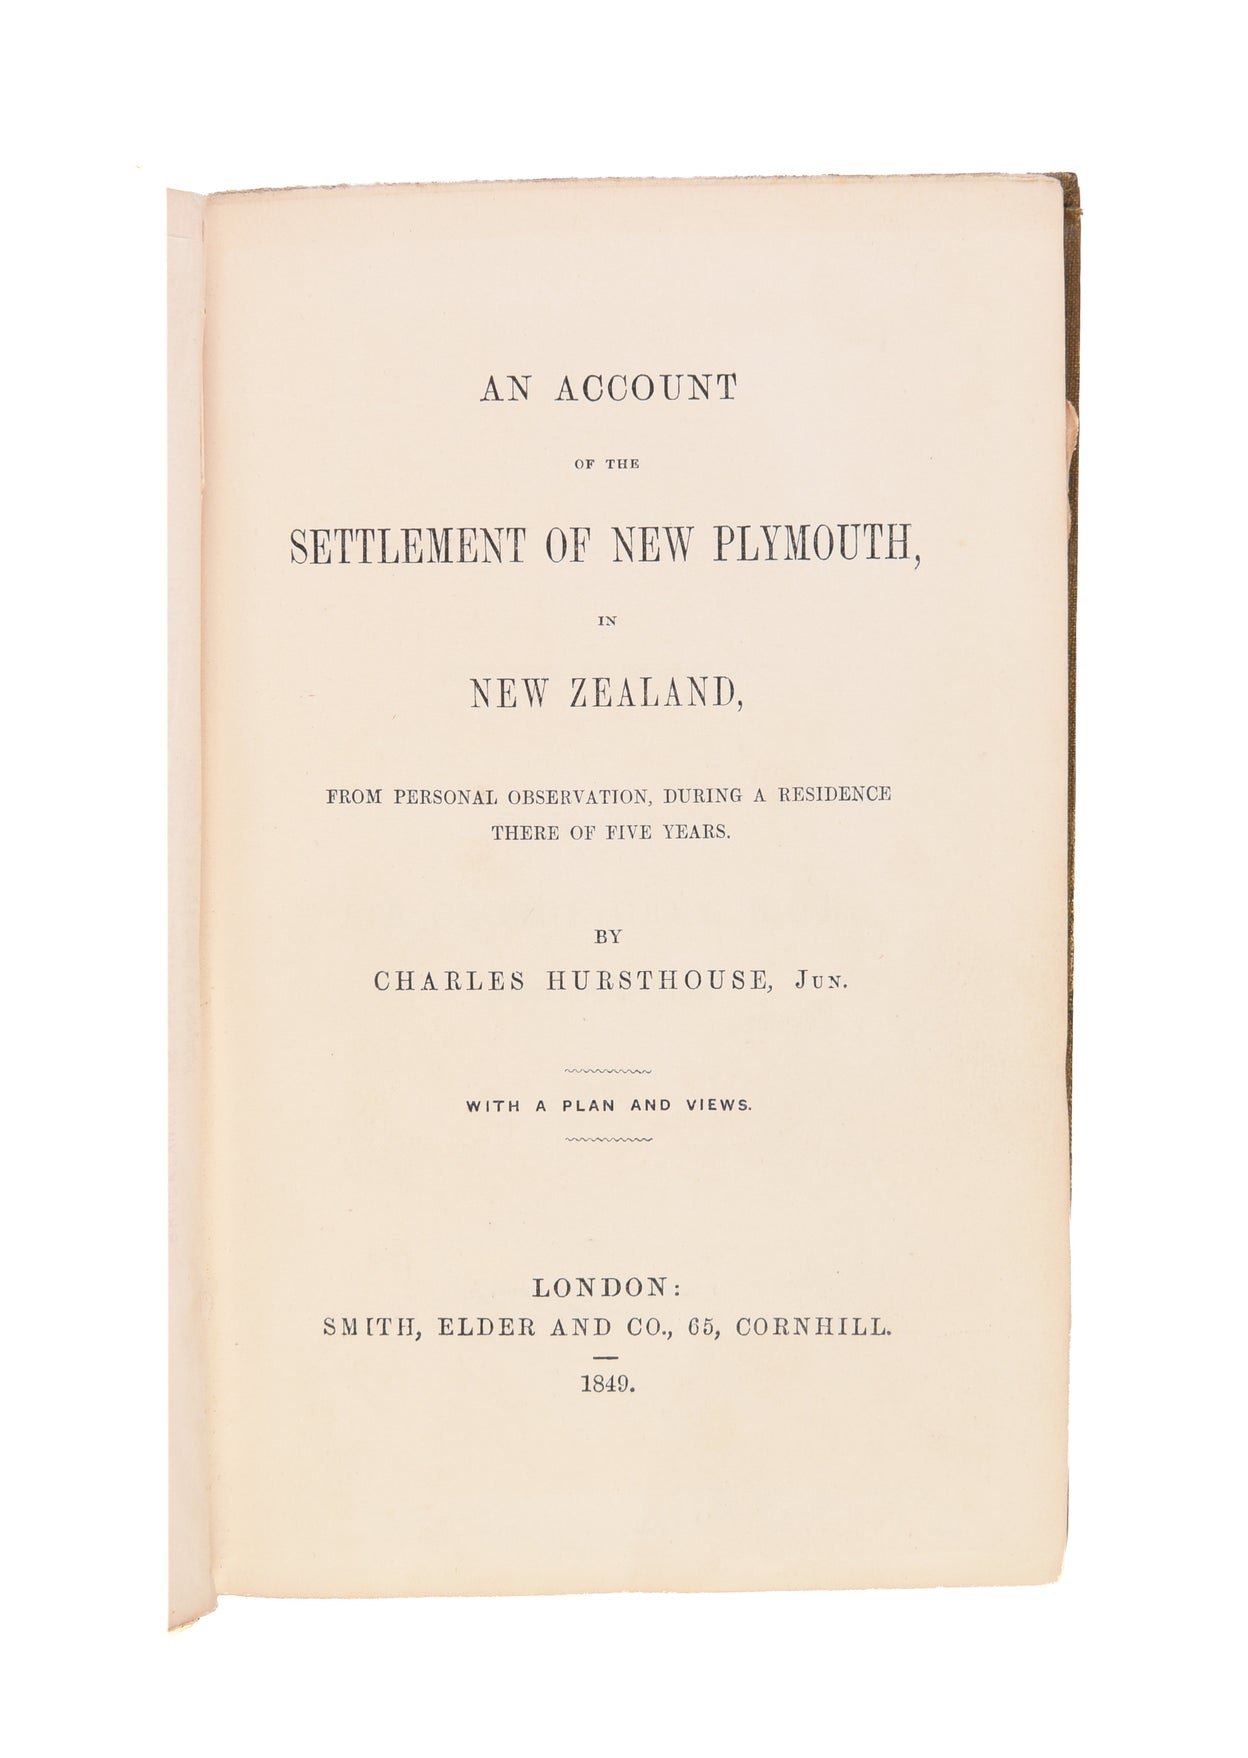 AN ACCOUNT
OF THE
SETTLEMENT OF NEW PLYMOUTH,
IN
NEW ZEALAND,
FROM PERSONAL OBSERVATION, DURING A RESIDENCE
THERE OF FIVE YEARS.
BY
CHARLES HURSTHOUSE, JUN.
WITH A PLAN AND VIEWS.
LONDON:
SMITH, ELDER AND CO., 65, CORNHILL.
1849.